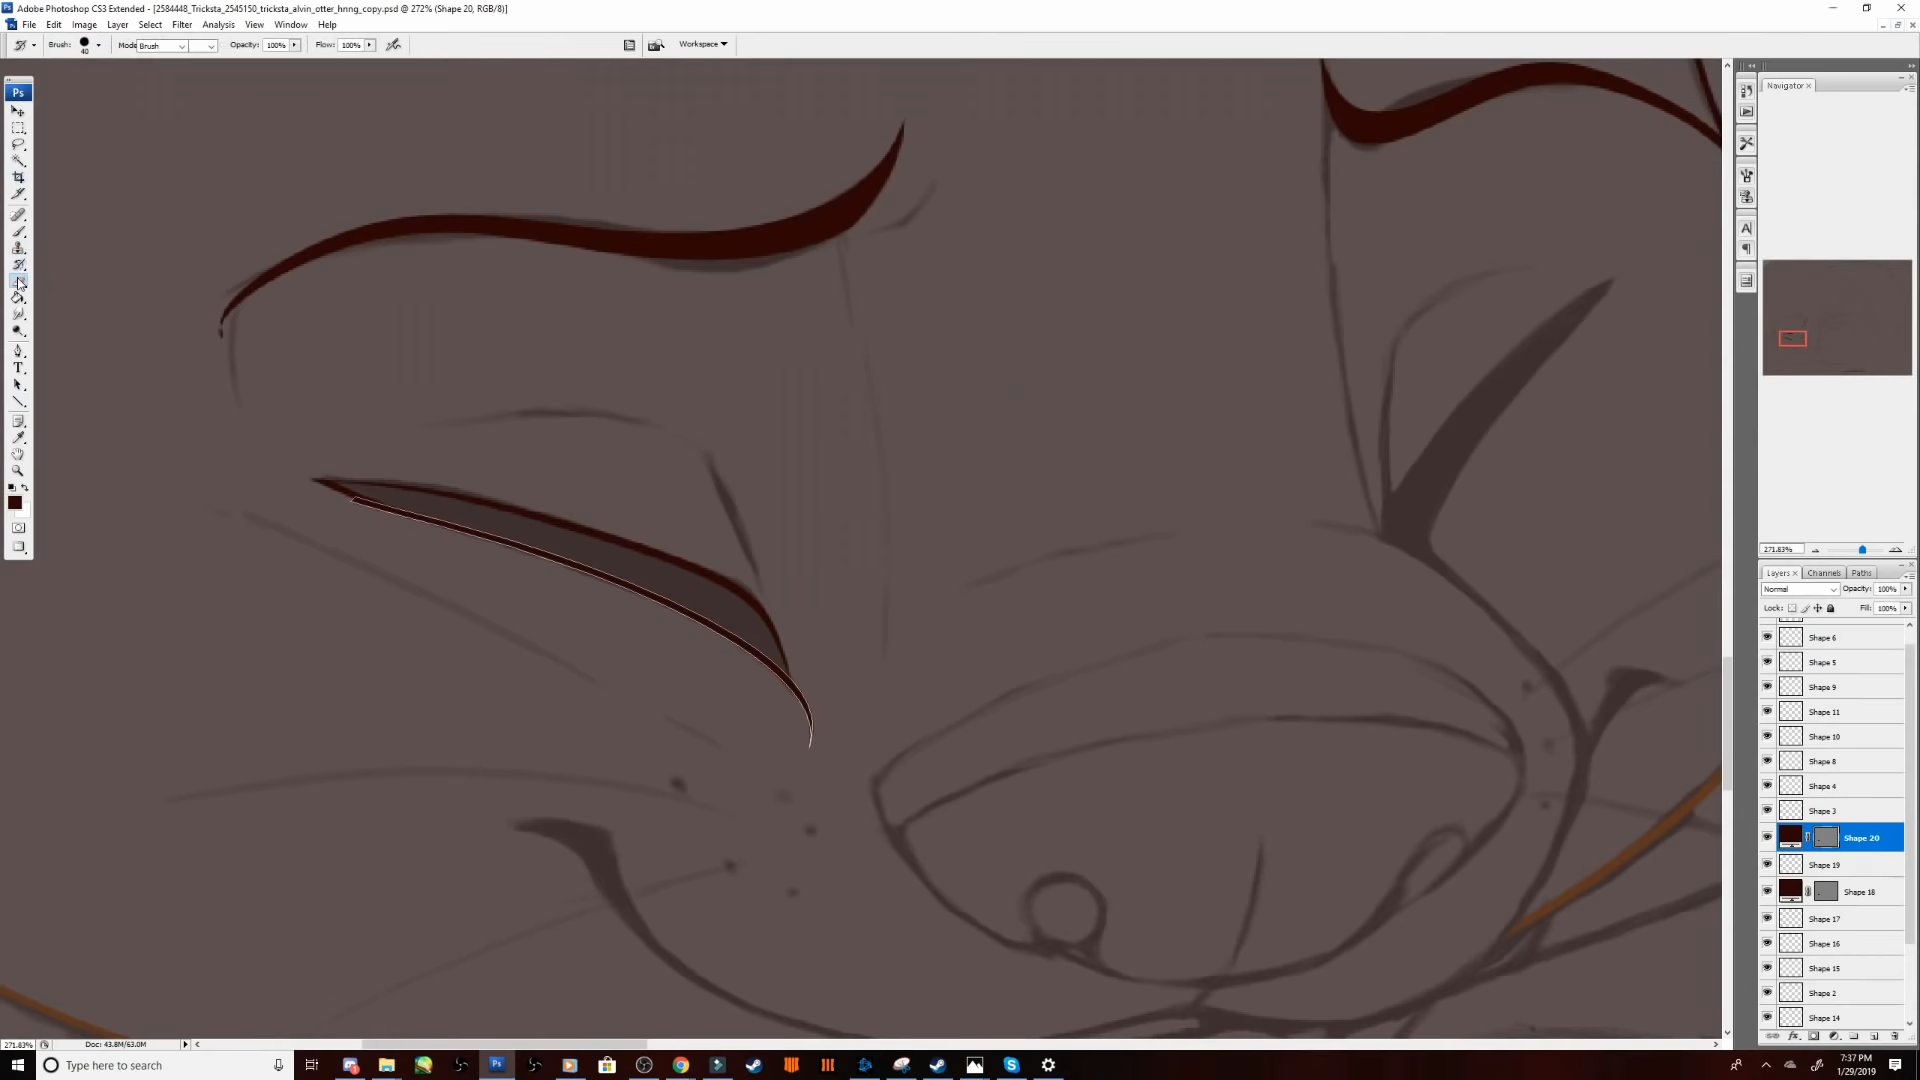 Adobe Photoshop CS3 Extended - [2584448_Tricksta_2545150_tricksta_alvin_otter_hnng_copy.psd @ 272% (Shape 20, RGB/8)]
File Edit Image Layer Select Filter Analysis View Window Help
Brush: 40 Mode Brush Opacity: 100% Flow: 100% Workspace
Ps
Navigator
T
A
271.83%
Layers Channels Paths
Normal Opacity: 100%
Lock: Fill: 100%
Shape 6
Shape 5
Shape 9
Shape 11
Shape 10
Shape 8
Shape 4
Shape 3
Shape 20
Shape 19
Shape 18
Shape 17
Shape 16
Shape 15
Shape 2
Shape 14
271.83% Doc: 43.8M/63.0M
Type here to search
7:37 PM
1/29/2019